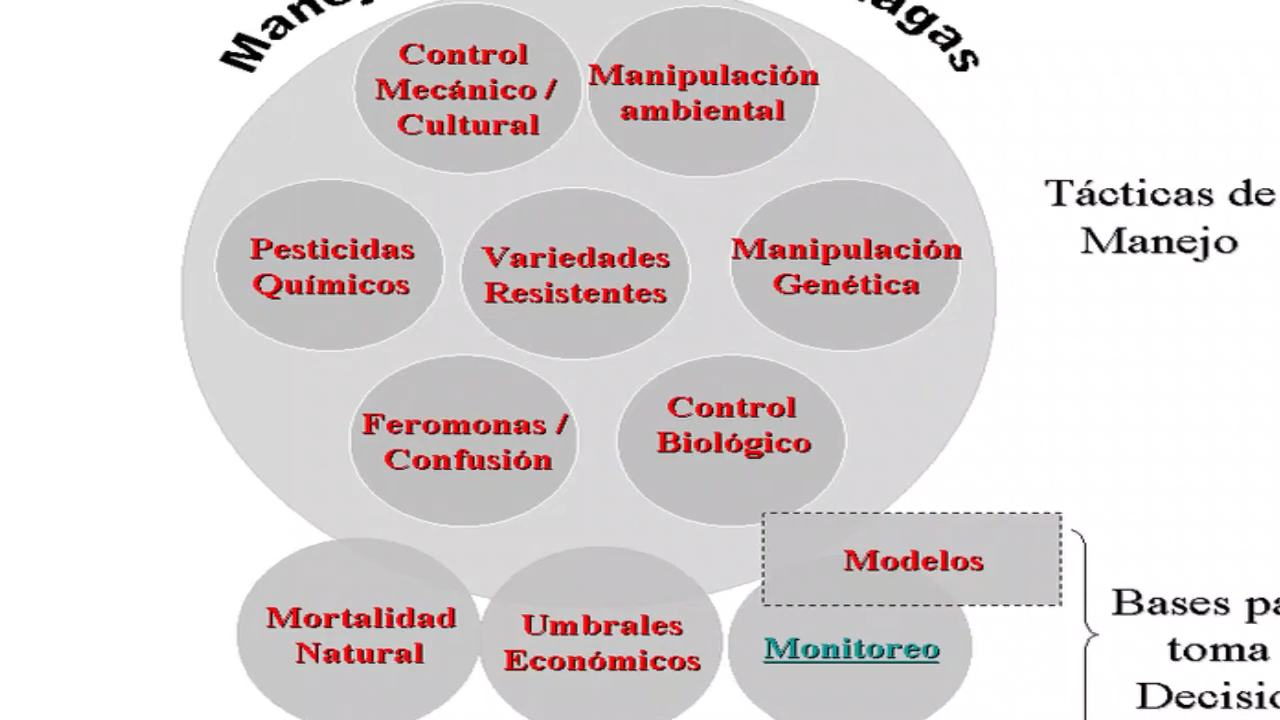 Control
Mecánico /
Cultural
Manipulación
ambiental
Pesticidas
Químicos
Variedades
Resistentes
Manipulación
Genética
Tácticas de
Manejo
Feromonas /
Confusión
Control
Biológico
Modelos
Mortalidad
Natural
Umbrales
Económicos
Monitoreo
Bases
toma